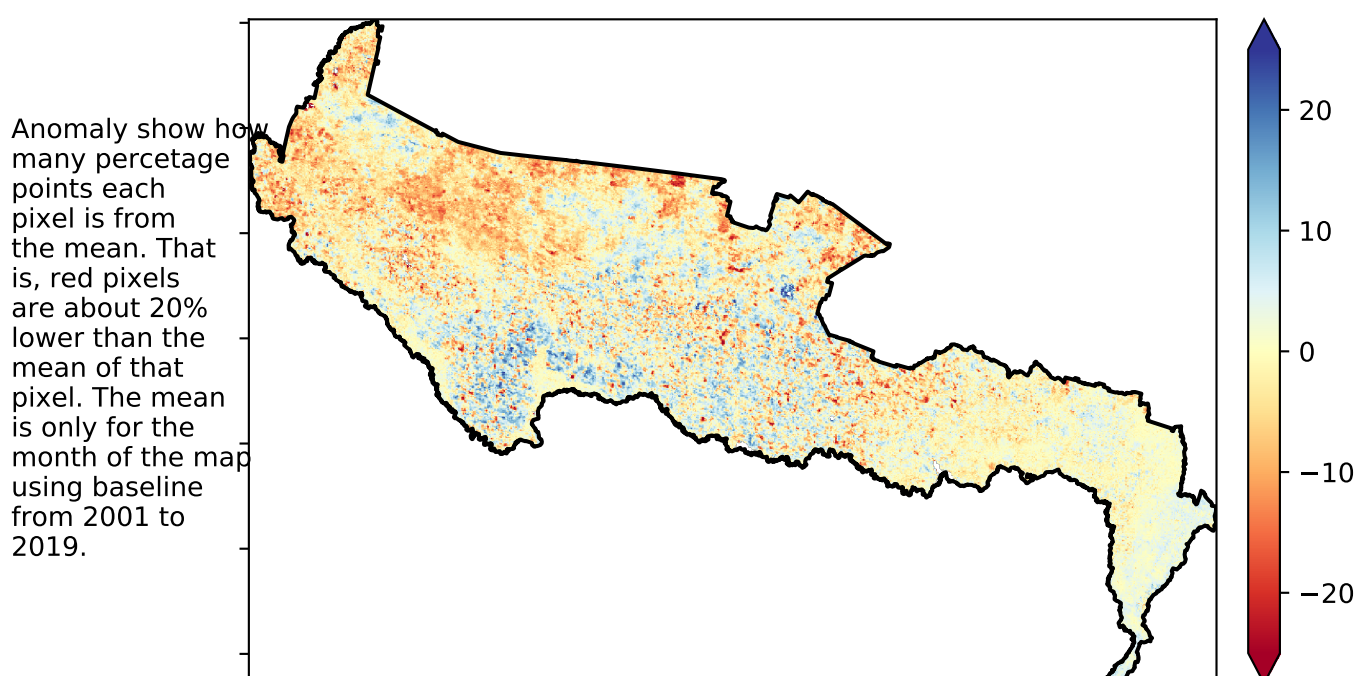 Anomaly show how
many percetage
points each
pixel is from
the mean. That
is, red pixels
are about 20%
lower than the
mean of that
pixel. The mean
is only for the
month of the map
using baseline
from 2001 to
2019.
20
10
0
−10
−20